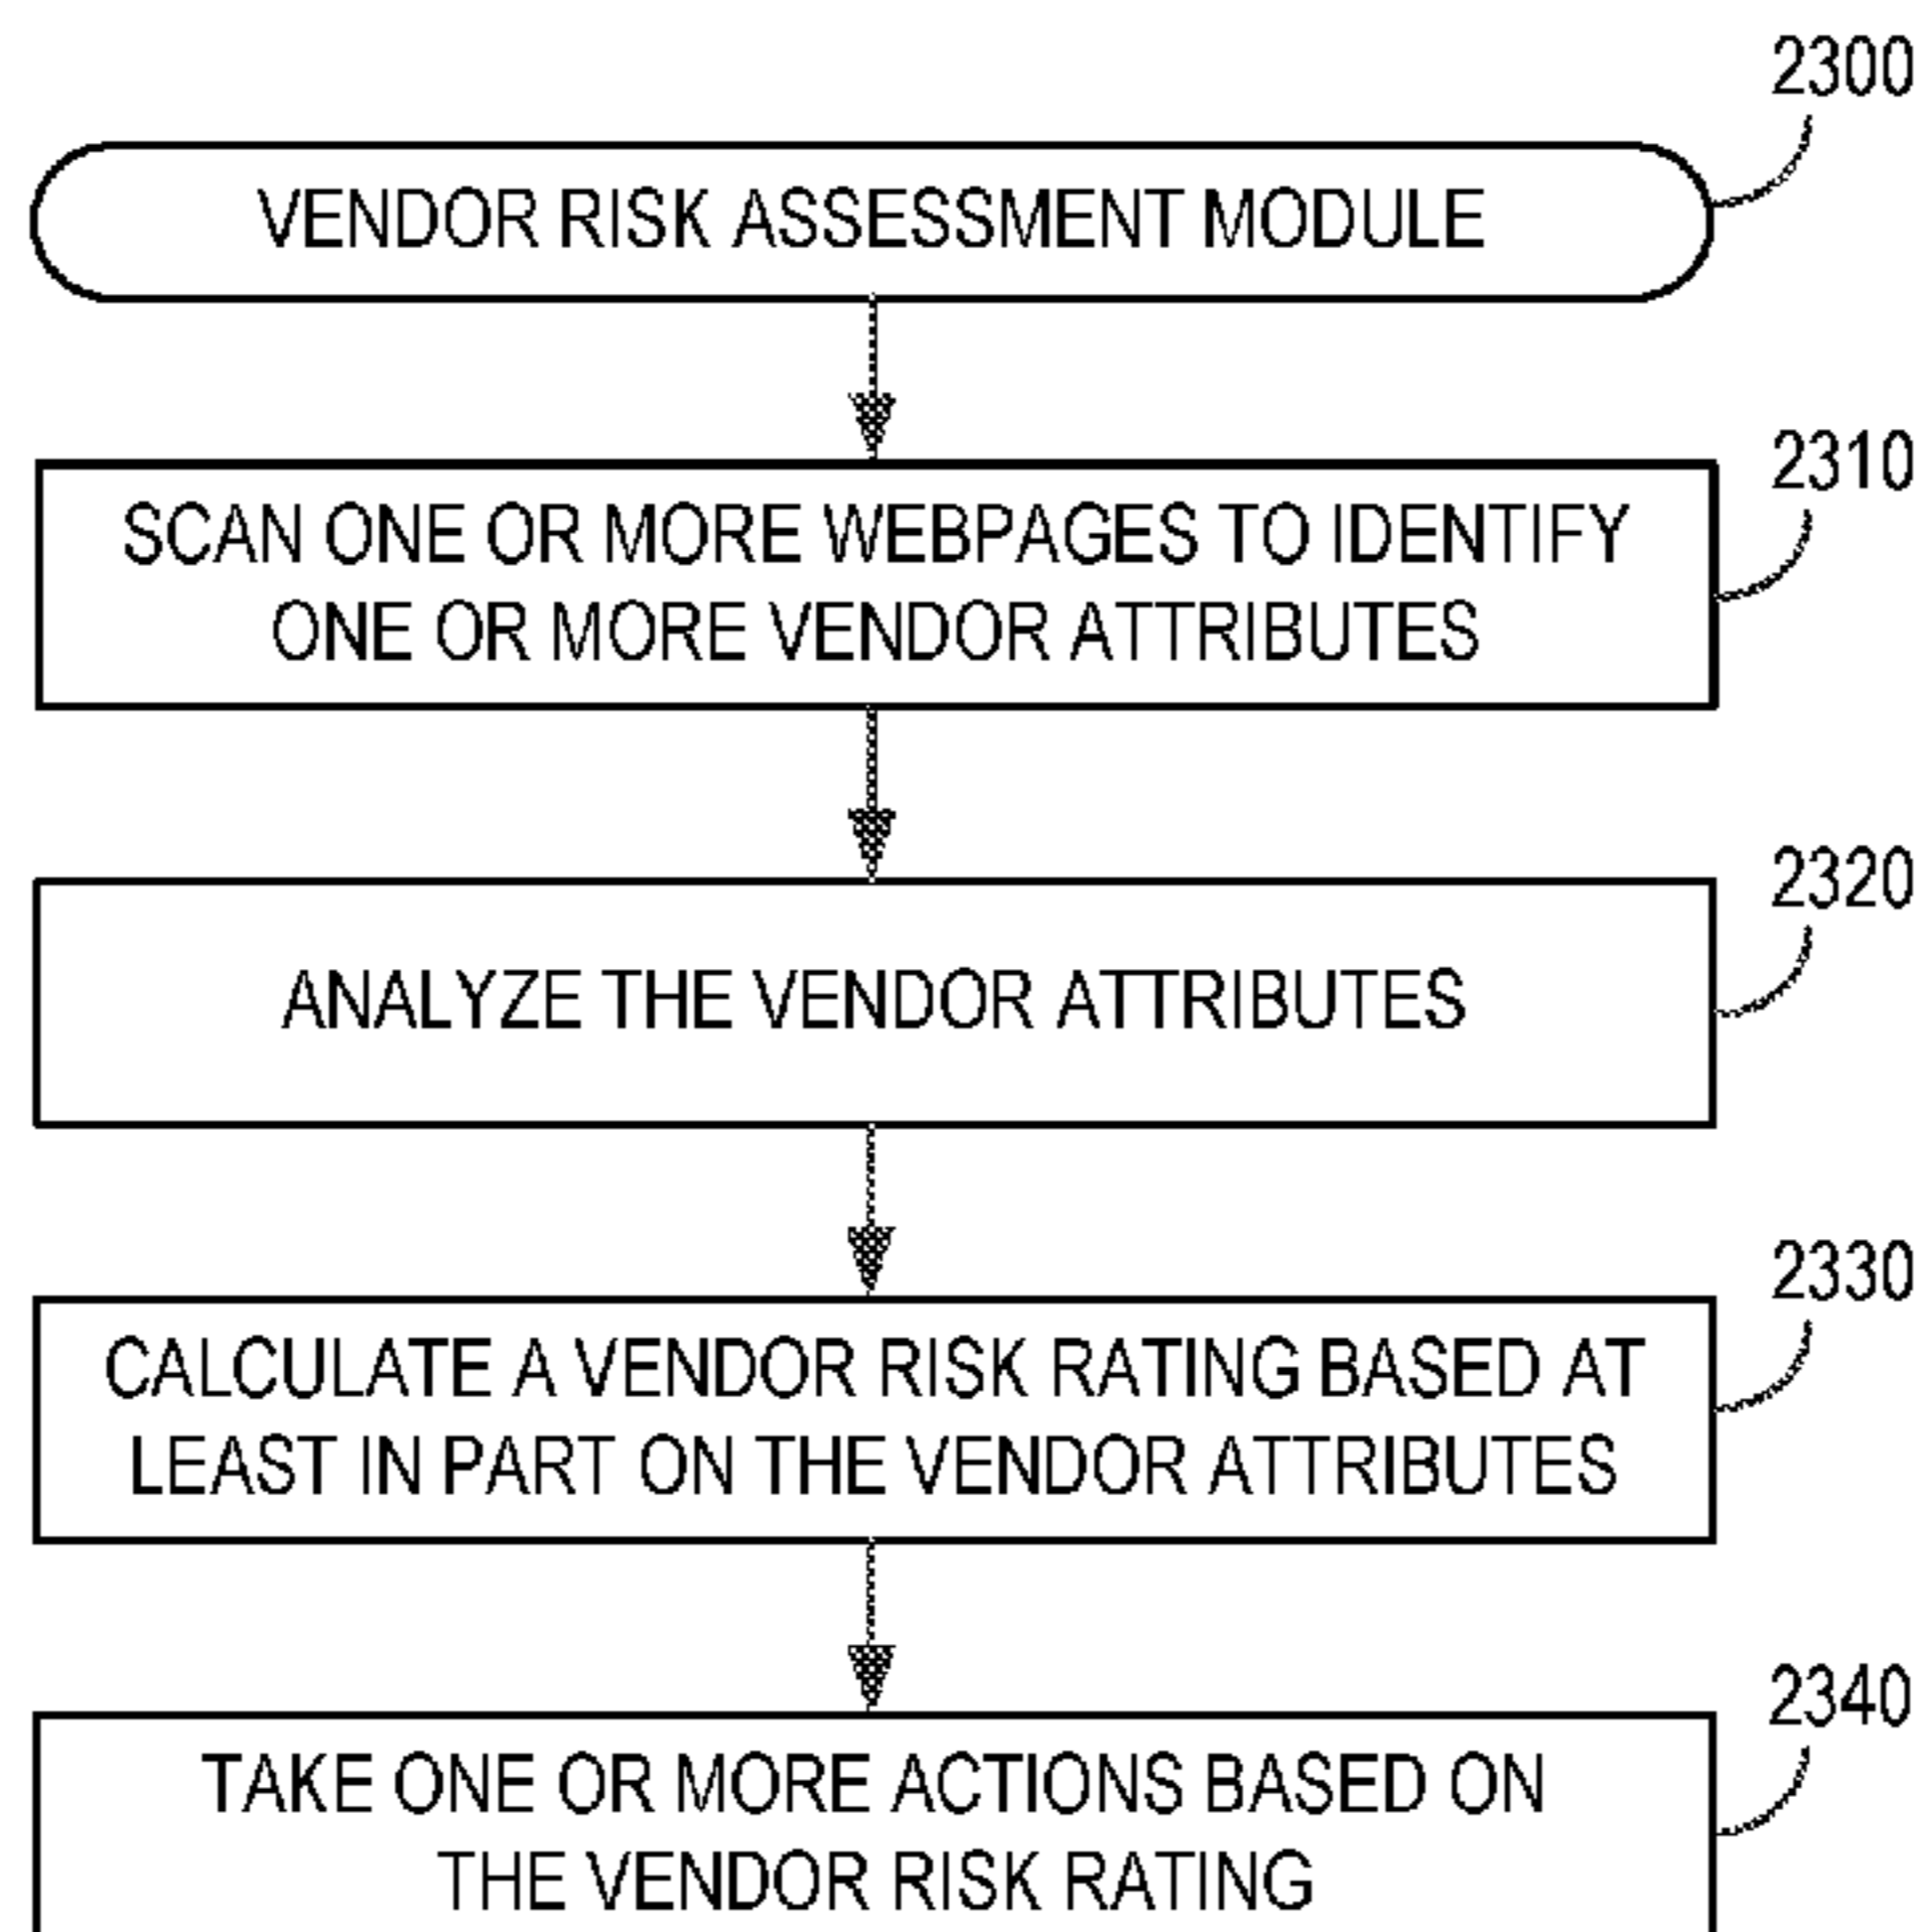 2300
VENDOR RISK ASSESSMENT MODULE
2310
SCAN ONE OR MORE WEBPAGES TO IDENTIFY
ONE OR MORE VENDOR ATTRIBUTES
2320
ANALYZE THE VENDOR ATTRIBUTES
2330
CALCULATE A VENDOR RISK RATING BASED AT
LEAST IN PART ON THE VENDOR ATTRIBUTES
2340
TAKE ONE OR MORE ACTIONS BASED ON
THE VENDOR RISK RATING